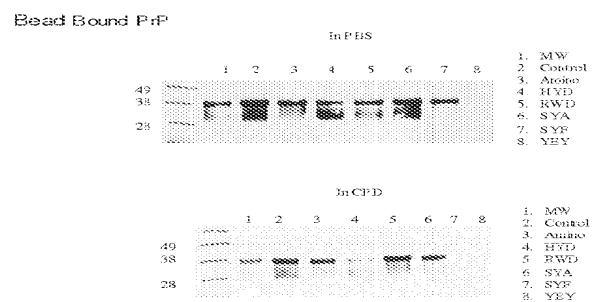 Bead Bound PrP
In PBS
1 2 3 4 5 6 7 8
49
38
28
1. MW
2 Control
3. Amino
4. HYD
5. RWD
6. SYA
7. SYF
8. YEY
In CPD
1 2 3 4 5 6 7 8
49
38
28
1. MW
2. Control
3. Amino
4. HYD
5 RWD
6. SYA
7. SYF
8. YEY